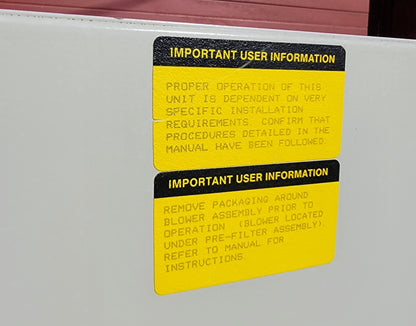 IMPORTANT USER INFORMATION
PROPER OPERATION OF THIS
UNIT IS DEPENDENT ON VERY
SPECIFIC INSTALLATION
REQUIREMENTS. CONFIRM THAT
PROCEDURES DETAILED IN THE
MANUAL HAVE BEEN FOLLOWED.
IMPORTANT USER INFORMATION
REMOVE PACKAGING AROUND
BLOWER ASSEMBLY PRIOR TO
OPERATION (BLOWER LOCATED
UNDER PRE-FILTER ASSEMBLY).
REFER TO MANUAL FOR
INSTRUCTIONS.